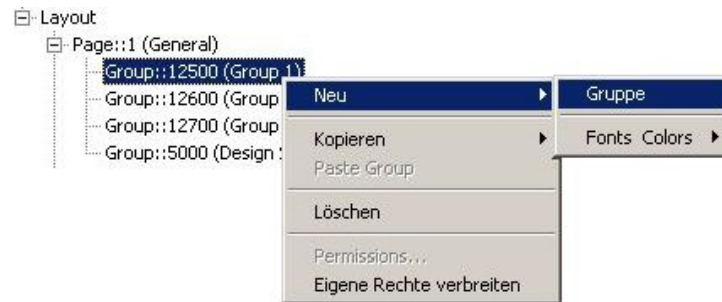 Layout
Page::1 (General)
Group::12500 (Group 1)
Group::12600 (Group
Group::12700 (Group
Group::5000 (Design
Neu
Kopieren
Paste Group
Löschen
Permissions...
Eigene Rechte verbreiten
Gruppe
Fonts Colors